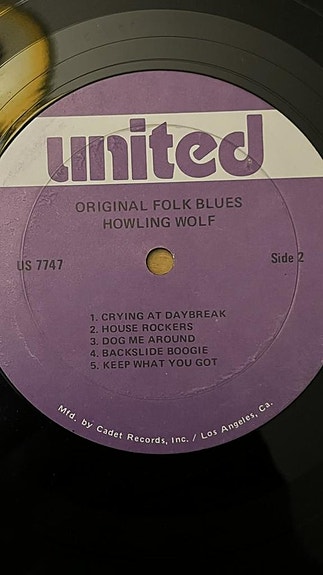 united
ORIGINAL FOLK BLUES
HOWLING WOLF
US 7747
Side 2
1. CRYING AT DAYBREAK
2. HOUSE ROCKERS
3. DOG ME AROUND
4. BACKSLIDE BOOGIE
5. KEEP WHAT YOU GOT
Mfd. by Cadet Records, Inc. / Los Angeles, Ca.